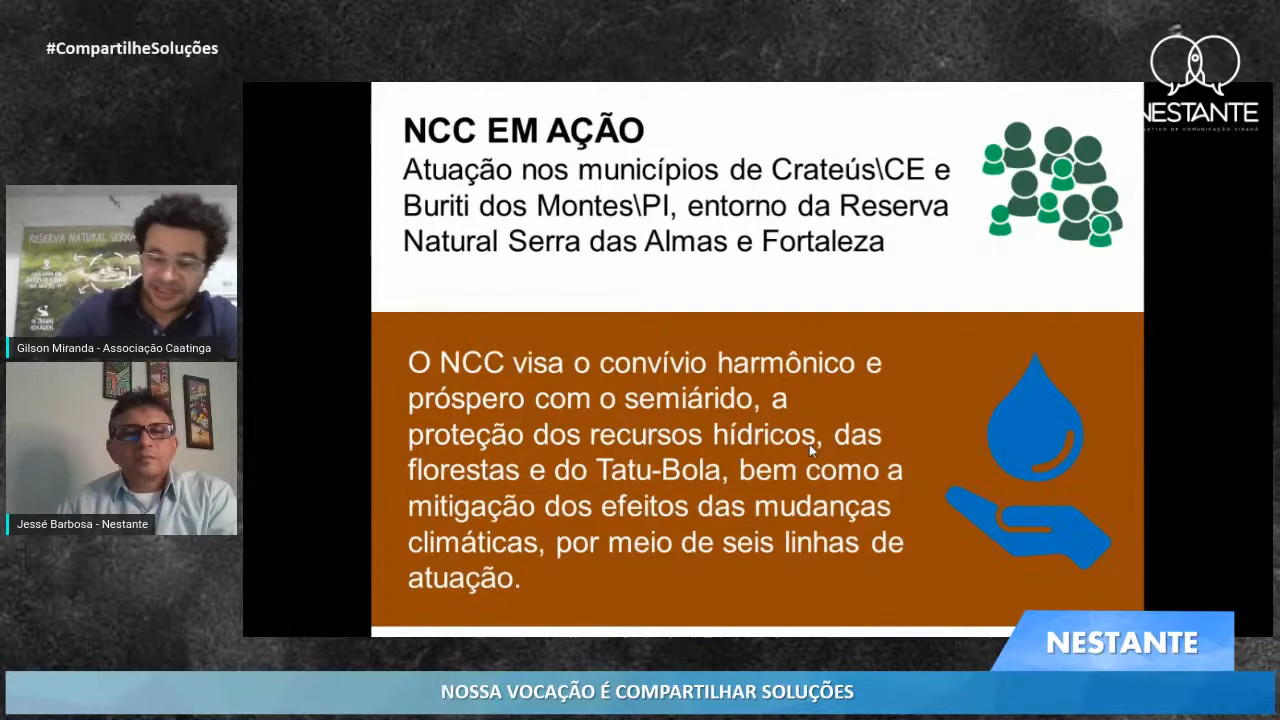 #CompartilheSoluções
NESTANTE
NCC EM AÇÃO
Atuação nos municípios de Crateús\CE e
Buriti dos Montes\PI, entorno da Reserva
Natural Serra das Almas e Fortaleza
RESERVA NATURAL SERRA
Gilson Miranda - Associação Caatinga
Jessé Barbosa - Nestante
O NCC visa o convívio harmônico e
próspero com o semiárido, a
proteção dos recursos hídricos, das
florestas e do Tatu-Bola, bem como a
mitigação dos efeitos das mudanças
climáticas, por meio de seis linhas de
atuação.
NESTANTE
NOSSA VOCAÇÃO É COMPARTILHAR SOLUÇÕES